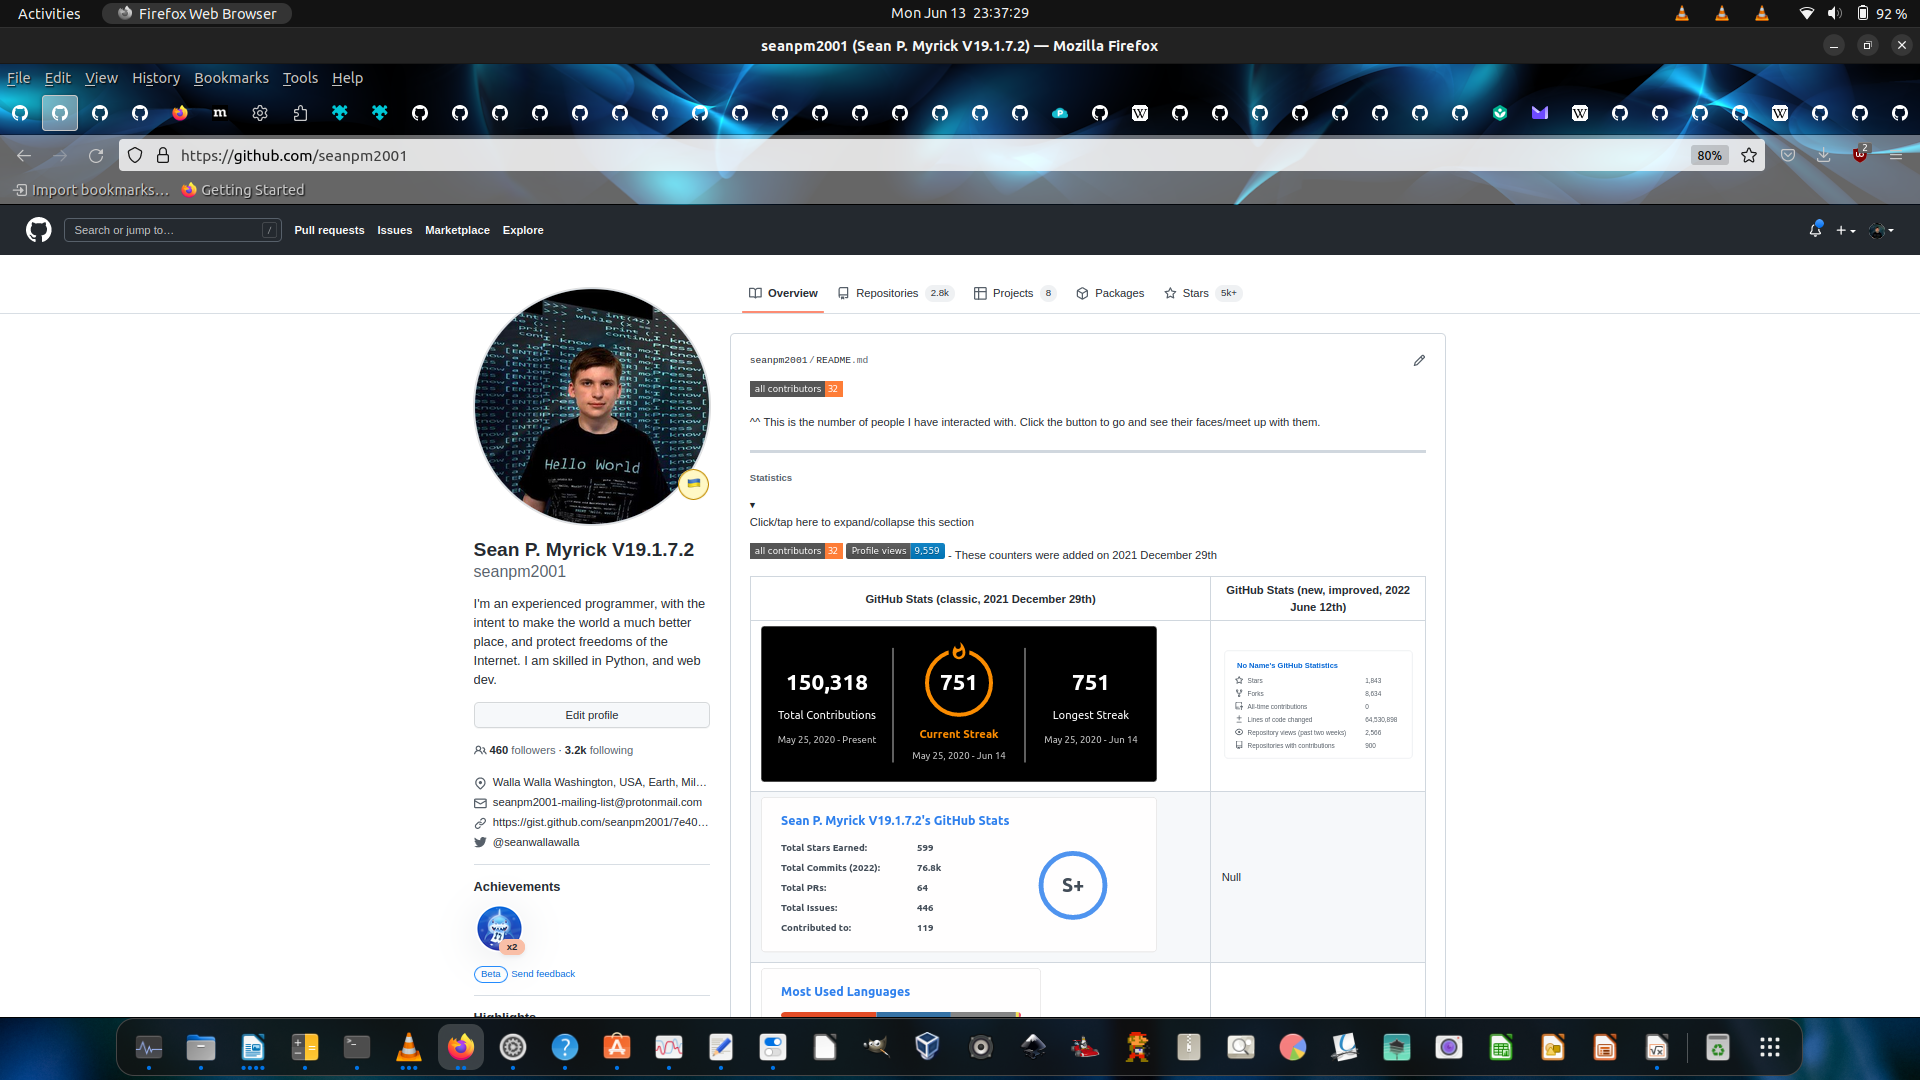 Activities
Firefox Web Browser
Mon Jun 13  23:37:29
92 %
seanpm2001 (Sean P. Myrick V19.1.7.2) — Mozilla Firefox
File Edit View History Bookmarks Tools Help
https://github.com/seanpm2001
80%
2
Import bookmarks…
Getting Started
Search or jump to…
/
Pull requests
Issues
Marketplace
Explore
Overview
Repositories 2.8k
Projects 8
Packages
Stars 5k+
Hello World
Sean P. Myrick V19.1.7.2
seanpm2001
I'm an experienced programmer, with the
intent to make the world a much better
place, and protect freedoms of the
Internet. I am skilled in Python, and web
dev.
Edit profile
460 followers · 3.2k following
Walla Walla Washington, USA, Earth, Mil…
seanpm2001-mailing-list@protonmail.com
https://gist.github.com/seanpm2001/7e40…
@seanwallawalla
Achievements
x2
Beta Send feedback
Highlights
seanpm2001/README.md
all contributors 32
^^ This is the number of people I have interacted with. Click the button to go and see their faces/meet up with them.
Statistics
Click/tap here to expand/collapse this section
all contributors 32 Profile views 9,559 - These counters were added on 2021 December 29th
GitHub Stats (classic, 2021 December 29th)
GitHub Stats (new, improved, 2022
June 12th)
150,318
Total Contributions
May 25, 2020 - Present
751
Current Streak
May 25, 2020 - Jun 14
751
Longest Streak
May 25, 2020 - Jun 14
No Name's GitHub Statistics
Stars 1,843
Forks 8,634
All-time contributions 0
Lines of code changed 64,530,898
Repository views (past two weeks) 2,566
Repositories with contributions 900
Sean P. Myrick V19.1.7.2's GitHub Stats
Total Stars Earned: 599
Total Commits (2022): 76.8k
Total PRs: 64
Total Issues: 446
Contributed to: 119
S+
Null
Most Used Languages